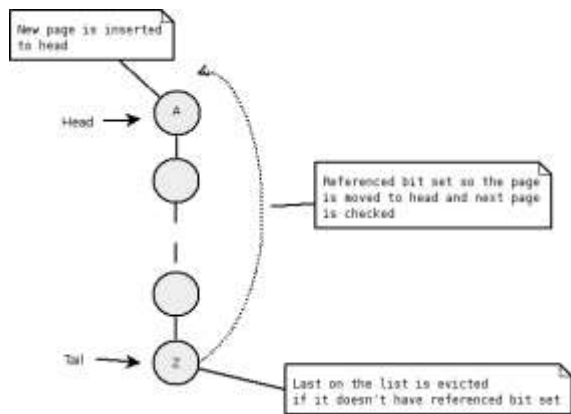 New page is inserted
to head
Head
A
Referenced bit set so the page
is moved to head and next page
is checked
Tail
Z
Last on the list is evicted
if it doesn't have referenced bit set